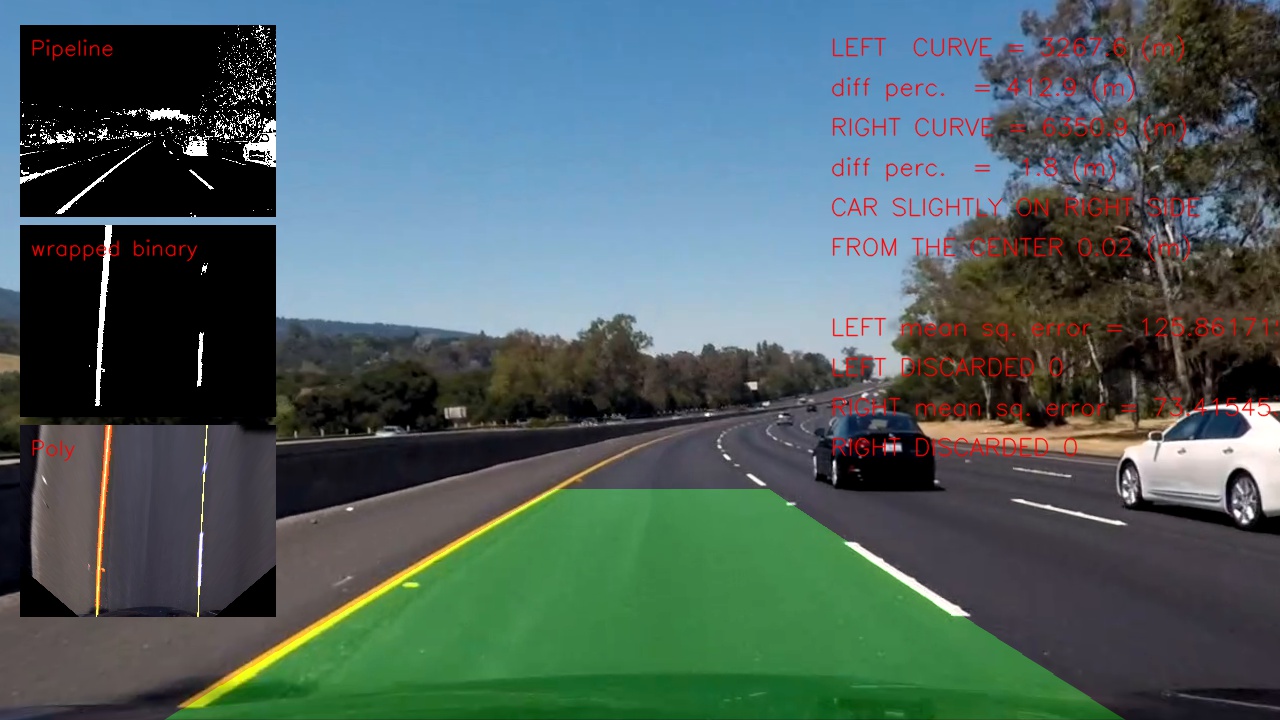 Pipeline
wrapped binary
Poly
LEFT CURVE = 3267.6 (m)
diff perc. = 412.9 (m)
RIGHT CURVE = 6350.9 (m)
diff perc. = 1.8 (m)
CAR SLIGHTLY ON RIGHT SIDE
FROM THE CENTER 0.02 (m)
LEFT mean sq. error = 125.86171
LEFT DISCARDED 0
RIGHT mean sq. error = 73.41545
RIGHT DISCARDED 0